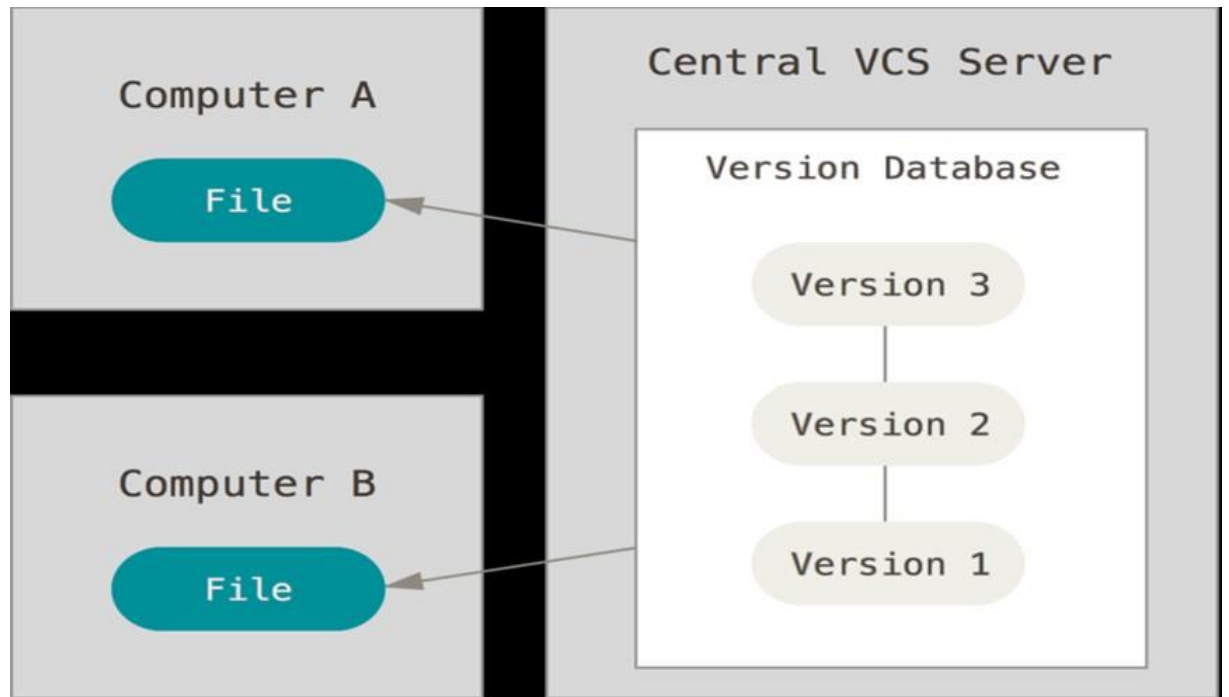 Computer A
File
Computer B
File
Central VCS Server
Version Database
Version 3
Version 2
Version 1